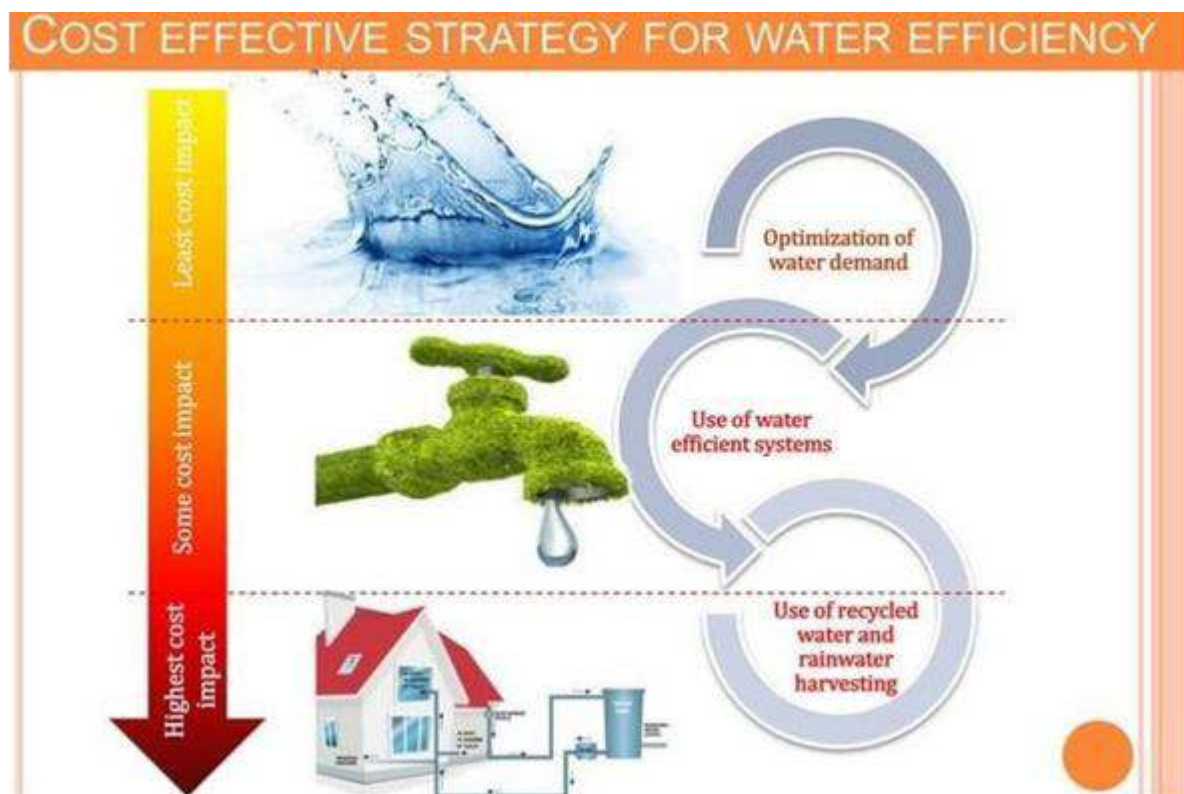 COST EFFECTIVE STRATEGY FOR WATER EFFICIENCY
Least cost impact
Optimization of
water demand
Some cost impact
Use of water
efficient systems
Highest cost
impact
Use of recycled
water and
rainwater
harvesting